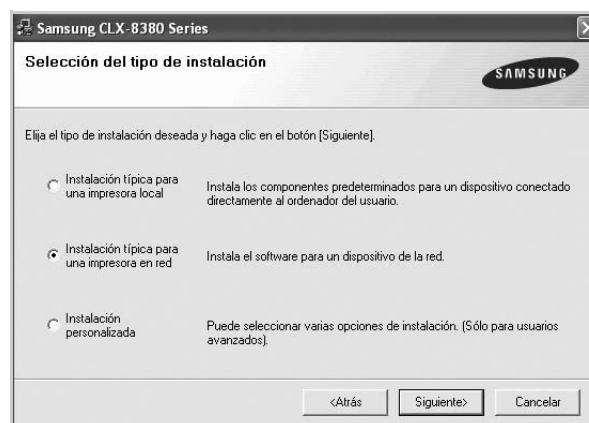 Samsung CLX-8380 Series
Selección del tipo de instalación
SAMSUNG
Elija el tipo de instalación deseada y haga clic en el botón [Siguiente].
Instalación típica para
una impresora local
Instala los componentes predeterminados para un dispositivo conectado
directamente al ordenador del usuario.
Instalación típica para
una impresora en red
Instala el software para un dispositivo de la red.
Instalación
personalizada
Puede seleccionar varias opciones de instalación. (Sólo para usuarios
avanzados).
<Atrás
Siguiente>
Cancelar